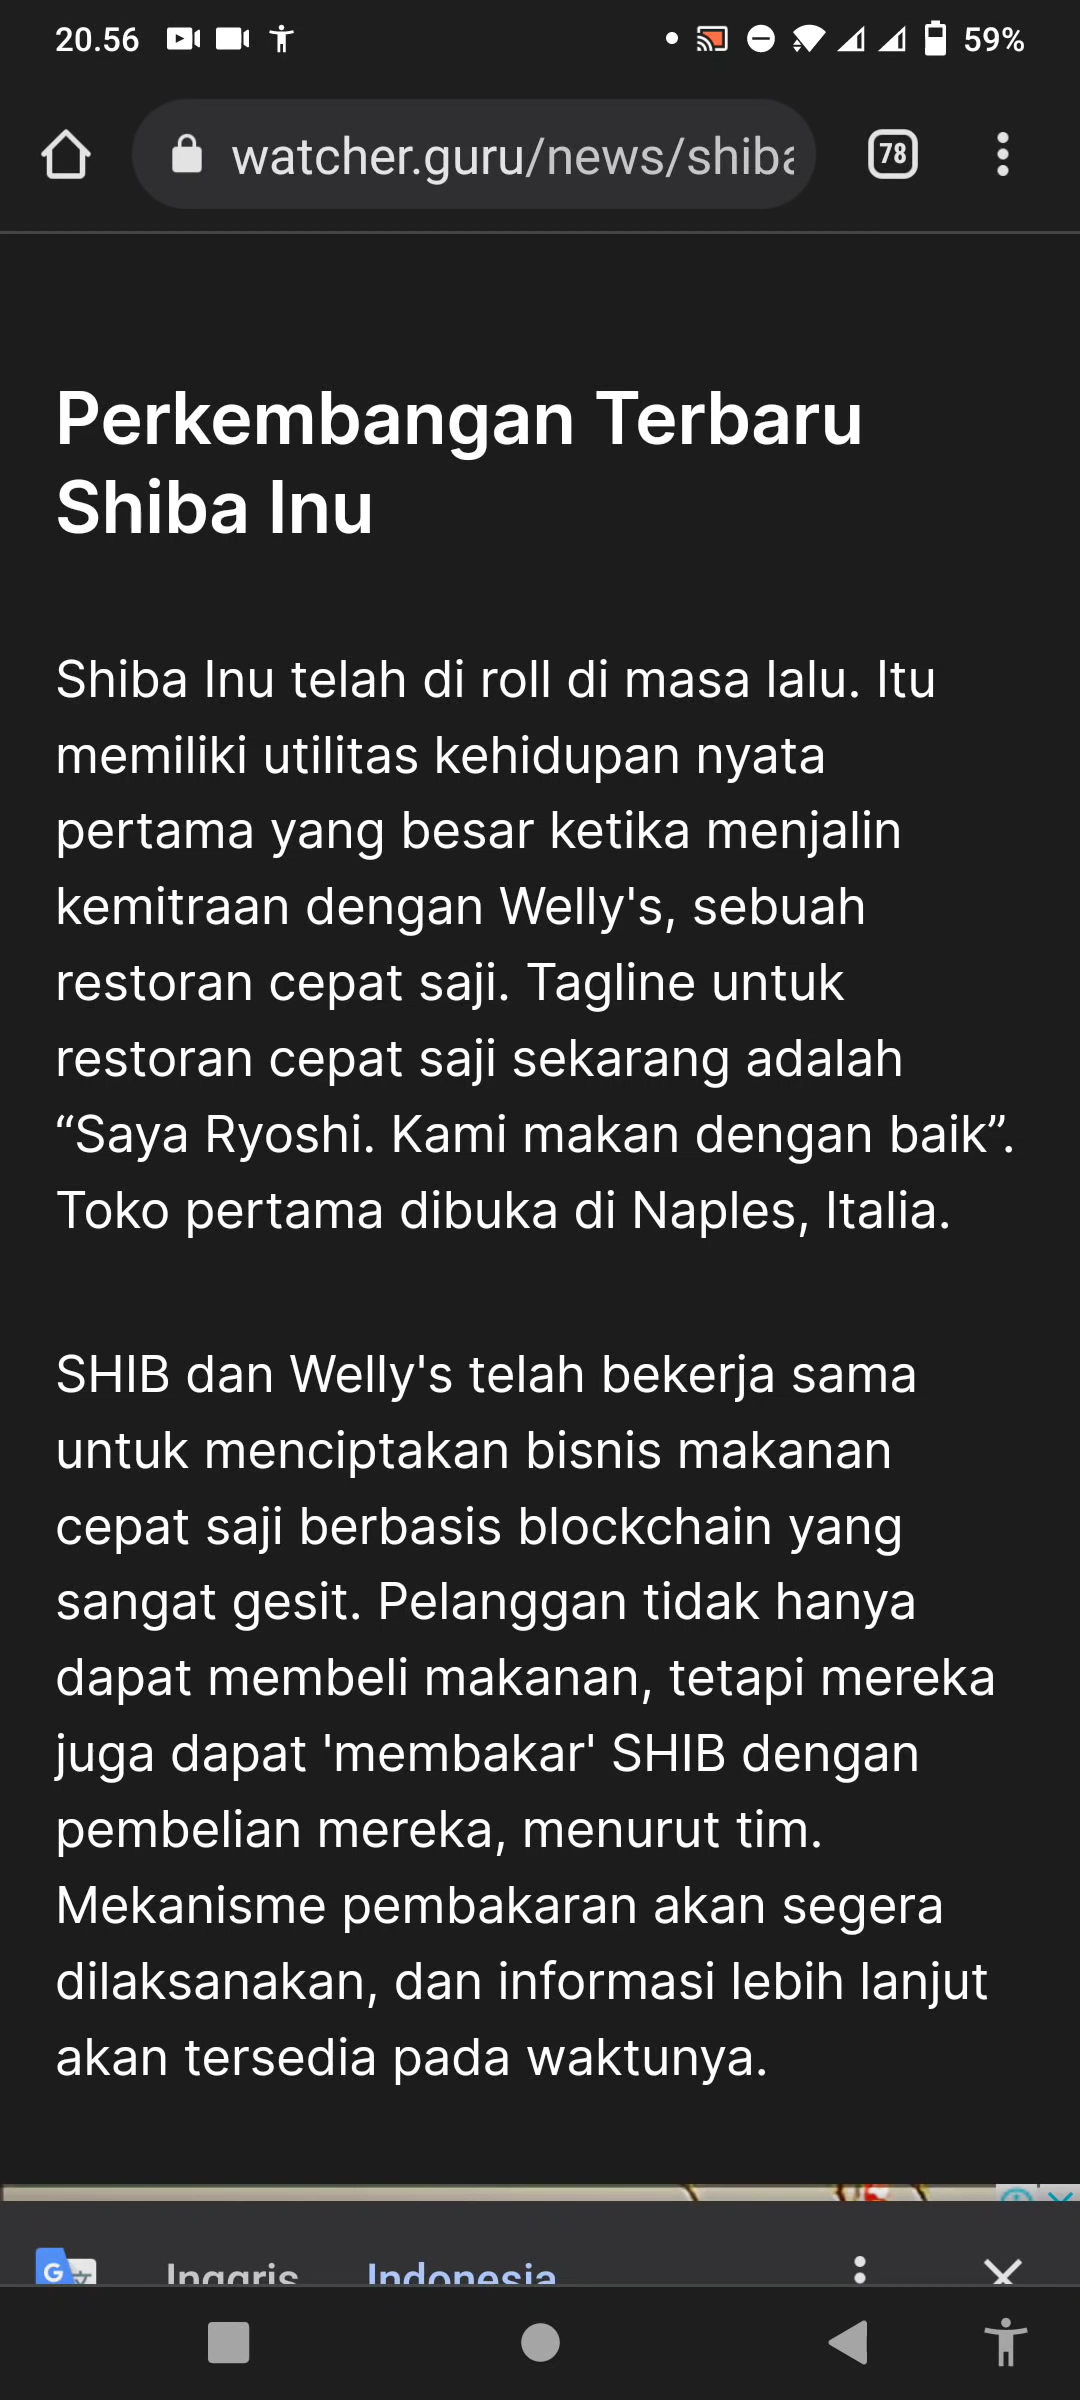 20.56
59%
watcher.guru/news/shiba
78
Perkembangan Terbaru
Shiba Inu
Shiba Inu telah di roll di masa lalu. Itu
memiliki utilitas kehidupan nyata
pertama yang besar ketika menjalin
kemitraan dengan Welly's, sebuah
restoran cepat saji. Tagline untuk
restoran cepat saji sekarang adalah
“Saya Ryoshi. Kami makan dengan baik”.
Toko pertama dibuka di Naples, Italia.
SHIB dan Welly's telah bekerja sama
untuk menciptakan bisnis makanan
cepat saji berbasis blockchain yang
sangat gesit. Pelanggan tidak hanya
dapat membeli makanan, tetapi mereka
juga dapat 'membakar' SHIB dengan
pembelian mereka, menurut tim.
Mekanisme pembakaran akan segera
dilaksanakan, dan informasi lebih lanjut
akan tersedia pada waktunya.
Inggris Indonesia